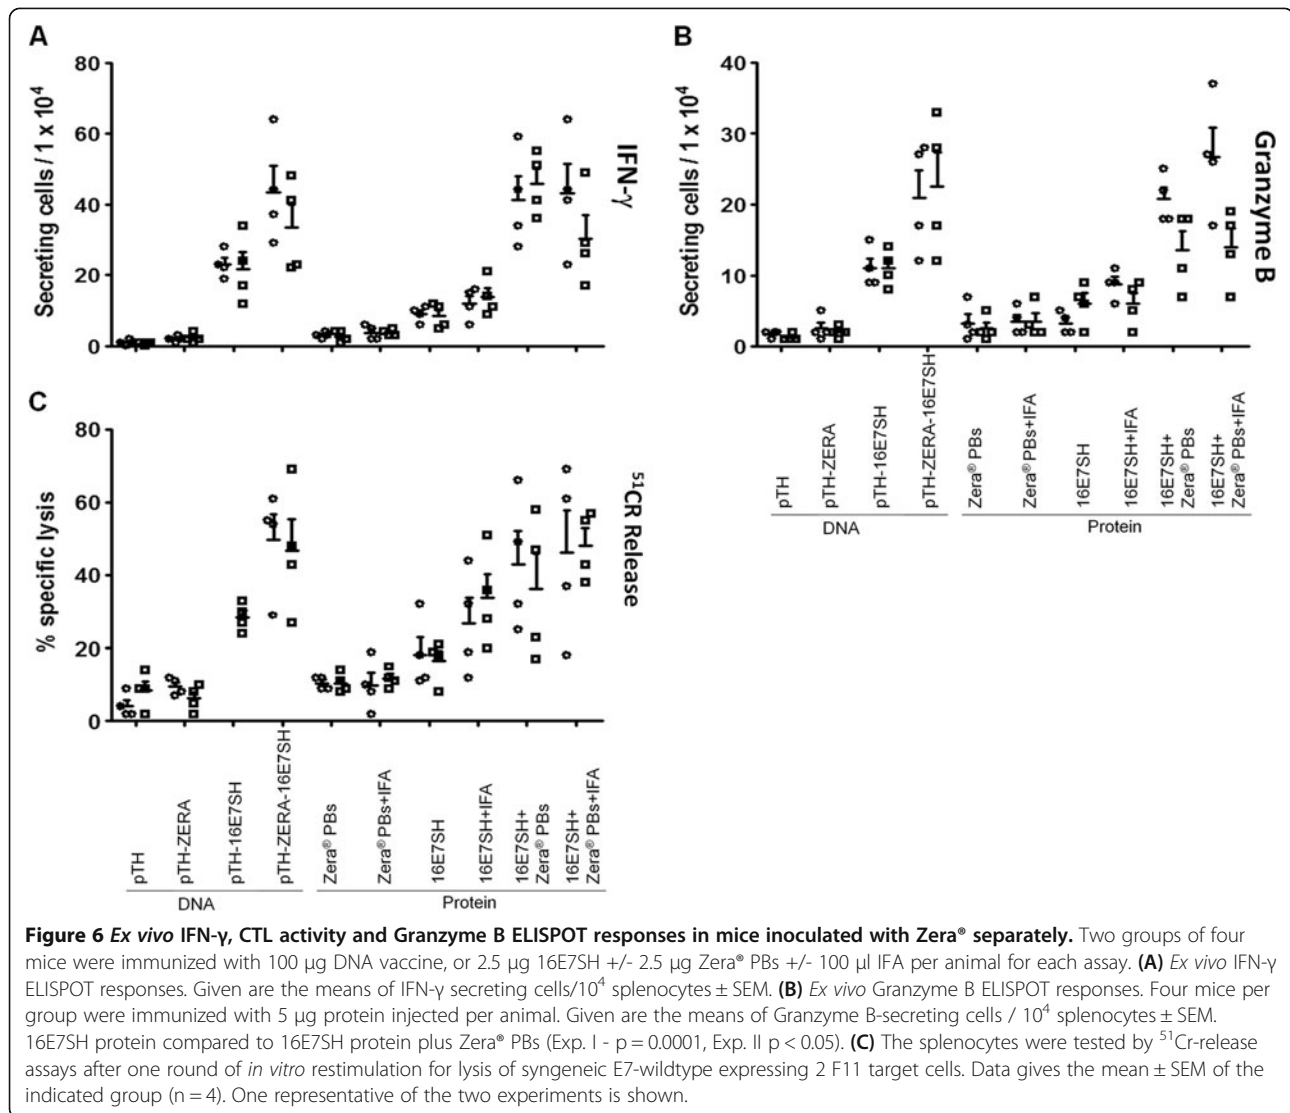 A
80
60
40
20
0
Secreting cells / 1 x 10⁴
IFN-γ
B
40
30
20
10
0
Secreting cells / 1 x 10⁴
Granzyme B
pTH
pTH-ZERA
pTH-16E7SH
pTH-ZERA-16E7SH
Zera® PBs
Zera® PBs+IFA
16E7SH
16E7SH+IFA
16E7SH+
Zera® PBs
16E7SH+
Zera® PBs+IFA
DNA
Protein
C
80
60
40
20
0
% specific lysis
⁵¹CR Release
pTH
pTH-ZERA
pTH-16E7SH
pTH-ZERA-16E7SH
Zera® PBs
Zera® PBs+IFA
16E7SH
16E7SH+IFA
16E7SH+
Zera® PBs
16E7SH+
Zera® PBs+IFA
DNA
Protein
Figure 6 Ex vivo IFN-γ, CTL activity and Granzyme B ELISPOT responses in mice inoculated with Zera® separately. Two groups of four
mice were immunized with 100 μg DNA vaccine, or 2.5 μg 16E7SH +/- 2.5 μg Zera® PBs +/- 100 μl IFA per animal for each assay. (A) Ex vivo IFN-γ
ELISPOT responses. Given are the means of IFN-γ secreting cells/10⁴ splenocytes ± SEM. (B) Ex vivo Granzyme B ELISPOT responses. Four mice per
group were immunized with 5 μg protein injected per animal. Given are the means of Granzyme B-secreting cells / 10⁴ splenocytes ± SEM.
16E7SH protein compared to 16E7SH protein plus Zera® PBs (Exp. I - p = 0.0001, Exp. II p < 0.05). (C) The splenocytes were tested by ⁵¹Cr-release
assays after one round of in vitro restimulation for lysis of syngeneic E7-wildtype expressing 2 F11 target cells. Data gives the mean ± SEM of the
indicated group (n = 4). One representative of the two experiments is shown.